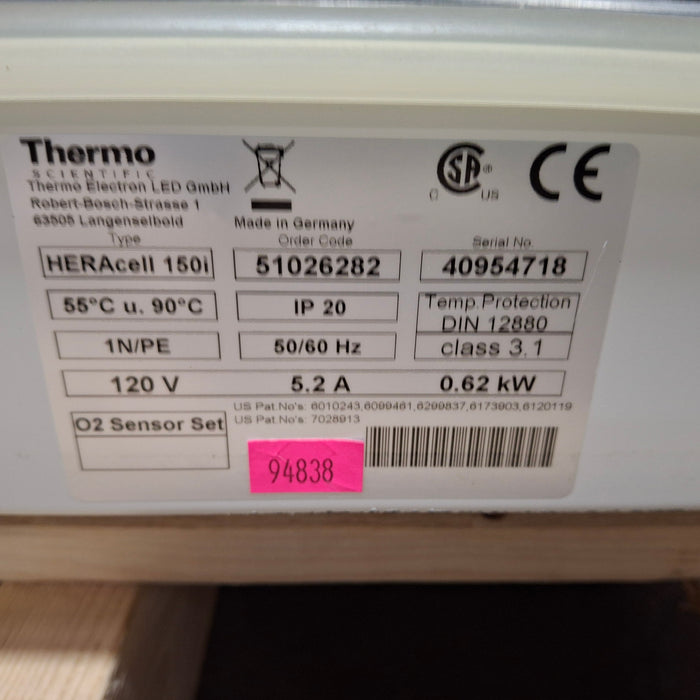 Thermo
SCIENTIFIC
Thermo Electron LED GmbH
Robert-Bosch-Strasse 1
63505 Langenselbold
Made in Germany
C SA ® US
CE
Type
Order Code
Serial No.
HERAcell 150i
51026282
40954718
55°C u. 90°C
IP 20
Temp.Protection
DIN 12880
1N/PE
50/60 Hz
class 3.1
120 V
5.2 A
0.62 kW
US Pat.No's: 6010243,6099461,6299837,6173903,6120119
US Pat.No's: 7028913
O2 Sensor Set
94838